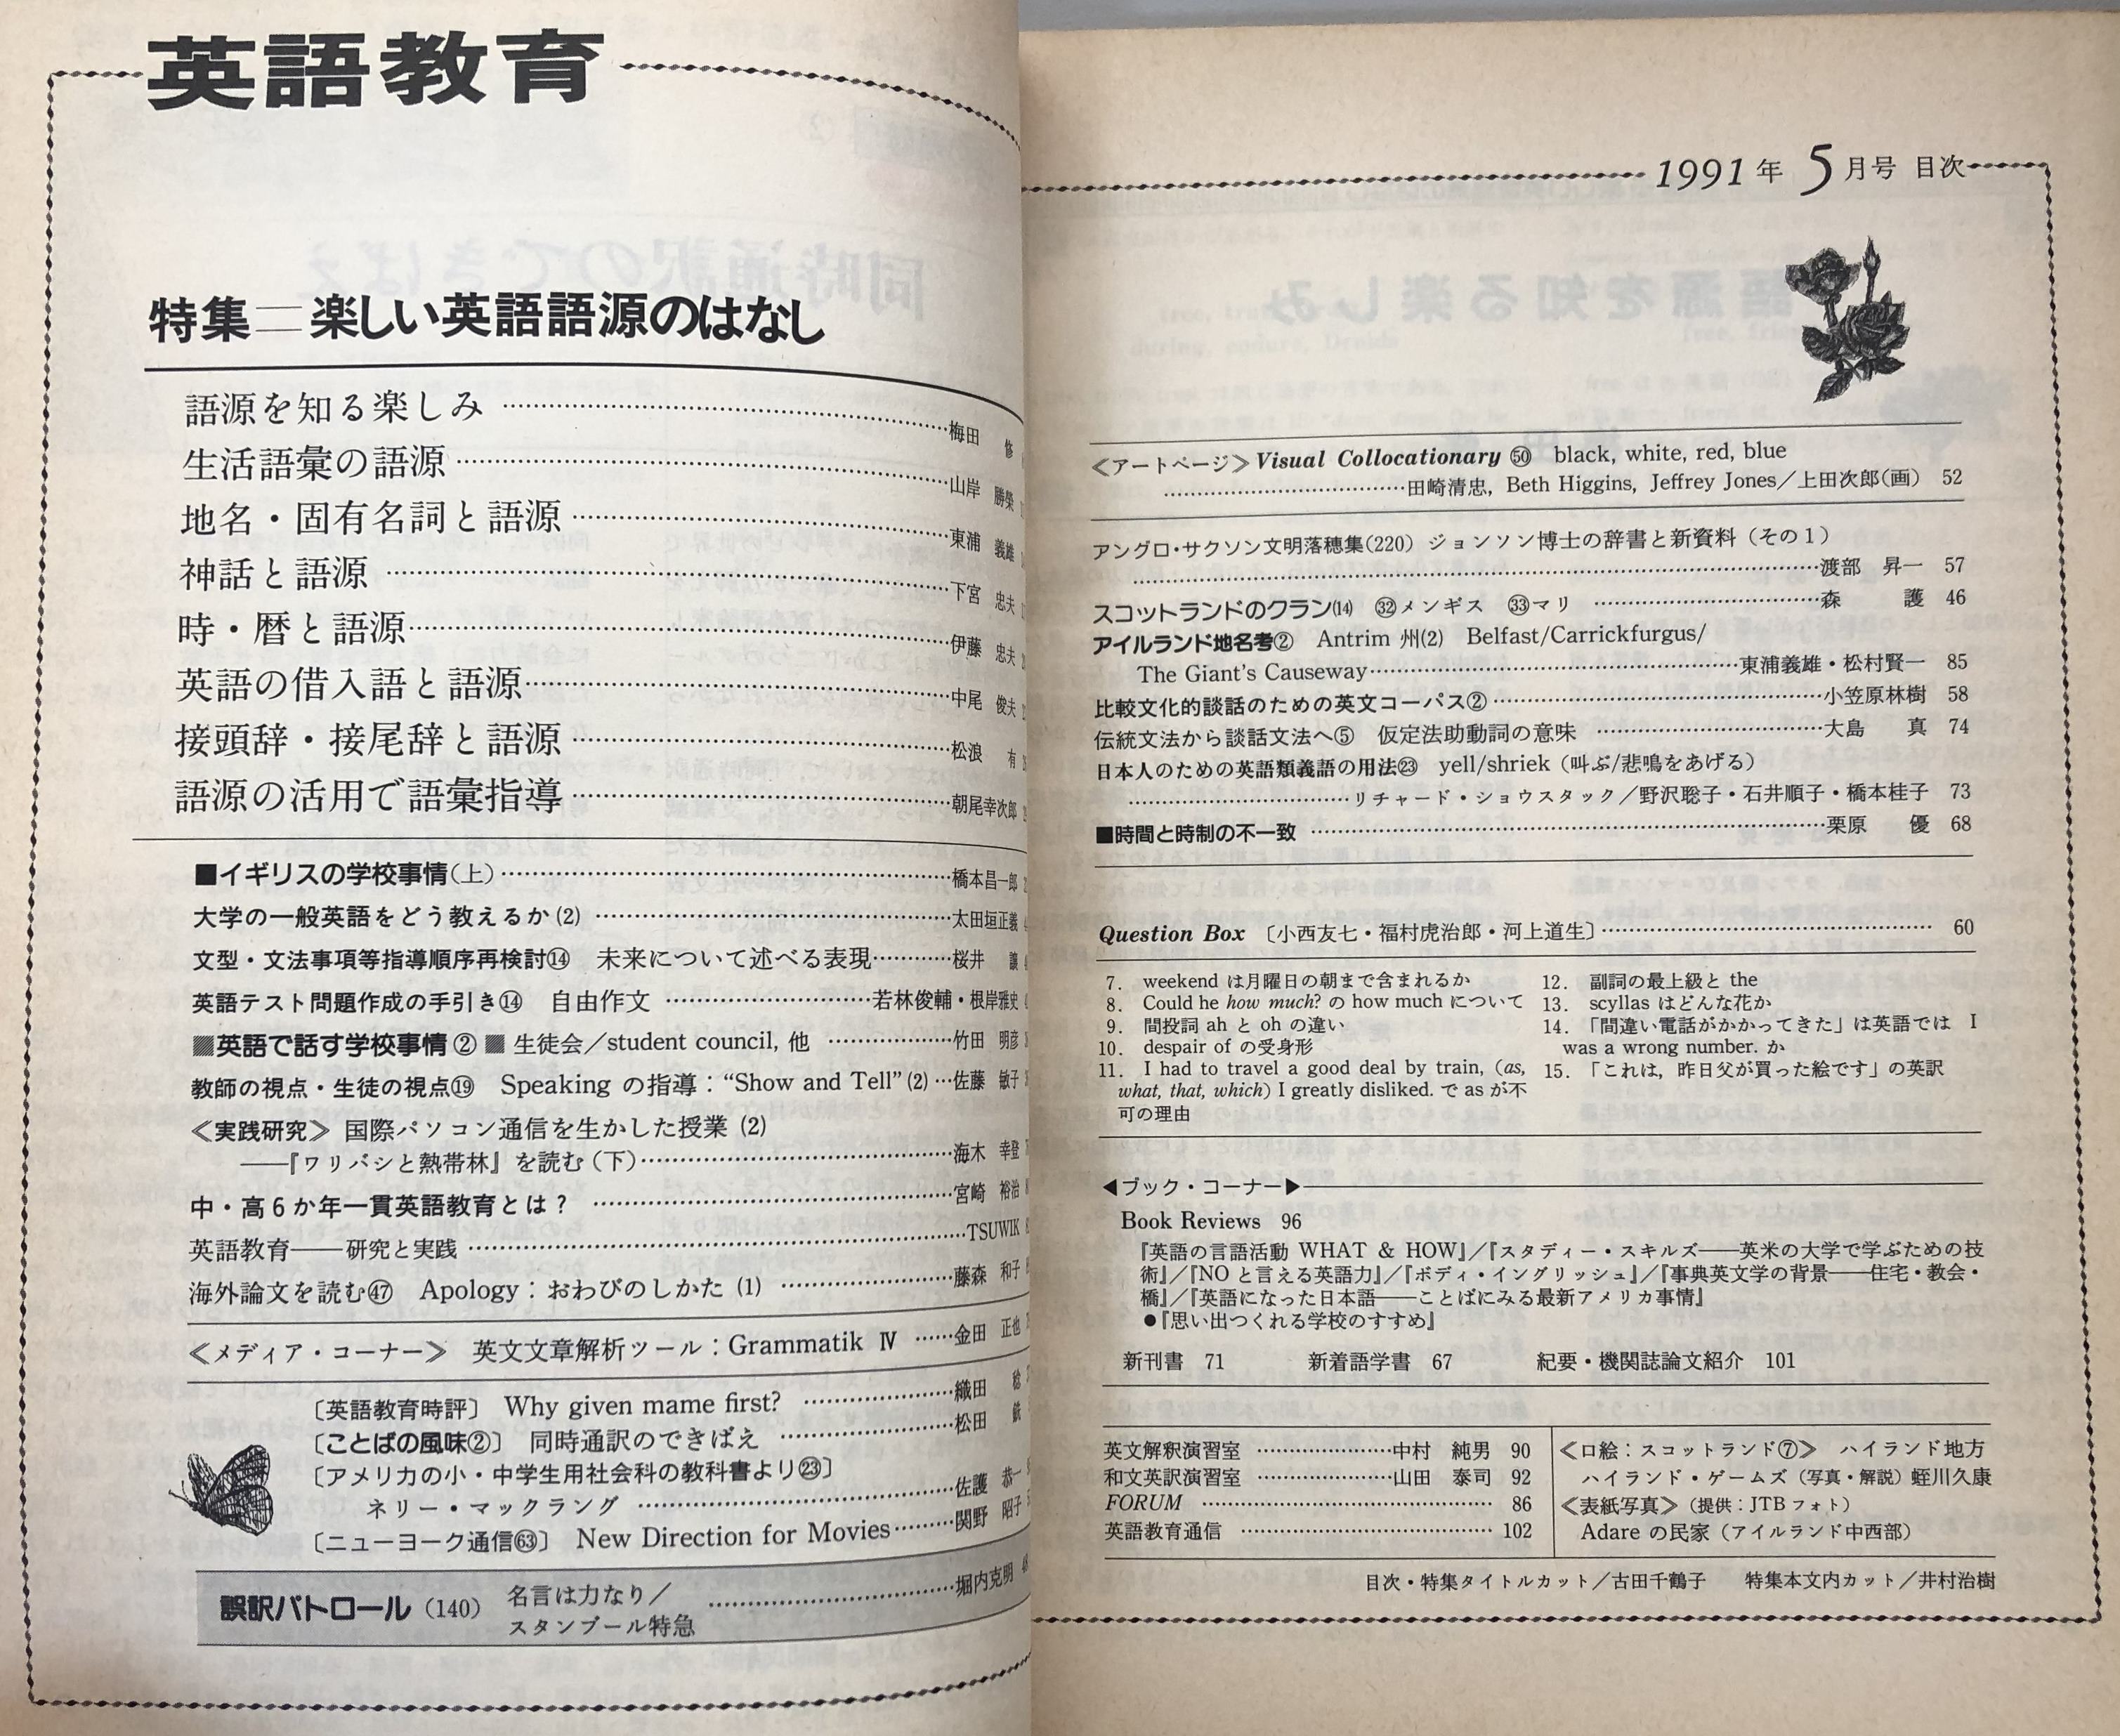 英語教育
特集＝楽しい英語語源のはなし
語源を知る楽しみ ……梅田　修
生活語彙の語源 ……山岸　勝榮
地名・固有名詞と語源 ……東浦　義雄
神話と語源 ……下宮　忠夫
時・暦と語源……伊藤　忠夫
英語の借入語と語源……中尾　俊夫
接頭辞・接尾辞と語源 ……松浪　有
語源の活用で語彙指導 ……朝尾幸次郎
■イギリスの学校事情(上)……橋本昌一郎
大学の一般英語をどう教えるか(2) ……太田垣正義
文型・文法事項等指導順序再検討⑭　未来について述べる表現……桜井　譲
英語テスト問題作成の手引き⑭　自由作文 ……若林俊輔・根岸雅史
■英語で話す学校事情②■ 生徒会／student council, 他 ……竹田　明彦
教師の視点・生徒の視点⑲　Speaking の指導：“Show and Tell”(2)…佐藤　敏子
≪実践研究≫ 国際パソコン通信を生かした授業 (2)
——『ワリバシと熱帯林』を読む(下)……海木　幸登
中・高6か年一貫英語教育とは？ ……宮崎　裕治
英語教育——研究と実践 ……TSUWIK
海外論文を読む㊼　Apology：おわびのしかた (1) ……藤森　和子
≪メディア・コーナー≫　英文文章解析ツール：Grammatik Ⅳ ……金田　正也
〔英語教育時評〕 Why given mame first? ……織田　稔
〔ことばの風味②〕 同時通訳のできばえ ……松田
〔アメリカの小・中学生用社会科の教科書より㉓〕
ネリー・マックラング ……佐護　恭一
〔ニューヨーク通信63〕 New Direction for Movies……関野　昭子
誤訳パトロール (140)　名言は力なり／
スタンブール特急 ……堀内克明
1991年 5月号 目次
≪アートページ≫ Visual Collocationary ㊿　black, white, red, blue
……田崎清忠, Beth Higgins, Jeffrey Jones／上田次郎(画)　52
アングロ・サクソン文明落穂集(220) ジョンソン博士の辞書と新資料（その1）
……渡部　昇一　57
スコットランドのクラン⒁　㉜メンギス　㉝マリ ……森　護　46
アイルランド地名考②　Antrim 州(2)　Belfast/Carrickfurgus/
The Giant's Causeway……東浦義雄・松村賢一　85
比較文化的談話のための英文コーパス②……小笠原林樹　58
伝統文法から談話文法へ⑤　仮定法助動詞の意味 ……大島　真　74
日本人のための英語類義語の用法㉓　yell/shriek（叫ぶ/悲鳴をあげる）
……リチャード・ショウスタック／野沢聡子・石井順子・橋本桂子　73
■時間と時制の不一致 ……栗原　優　68
Question Box 〔小西友七・福村虎治郎・河上道生〕……60
7.　weekend は月曜日の朝まで含まれるか
8.　Could he how much? の how much について
9.　間投詞 ah と oh の違い
10.　despair of の受身形
11.　I had to travel a good deal by train, (as,
what, that, which) I greatly disliked. で as が不
可の理由
12.　副詞の最上級と the
13.　scyllas はどんな花か
14.　「間違い電話がかかってきた」は英語では I
was a wrong number. か
15.　「これは，昨日父が買った絵です」の英訳
◀ブック・コーナー▶
Book Reviews　96
『英語の言語活動 WHAT & HOW』／『スタディー・スキルズ——英米の大学で学ぶための技
術』／『NO と言える英語力』／『ボディ・イングリッシュ』／『事典英文学の背景——住宅・教会・
橋』／『英語になった日本語——ことばにみる最新アメリカ事情』
●『思い出つくれる学校のすすめ』
新刊書　71　　新着語学書　67　　紀要・機関誌論文紹介　101
英文解釈演習室 ……中村　純男　90
和文英訳演習室 ……山田　泰司　92
FORUM ……86
英語教育通信 ……102
≪口絵：スコットランド⑦≫　ハイランド地方
ハイランド・ゲームズ（写真・解説）蛭川久康
≪表紙写真≫（提供：JTBフォト）
Adare の民家（アイルランド中西部）
目次・特集タイトルカット／古田千鶴子　　特集本文内カット／井村治樹